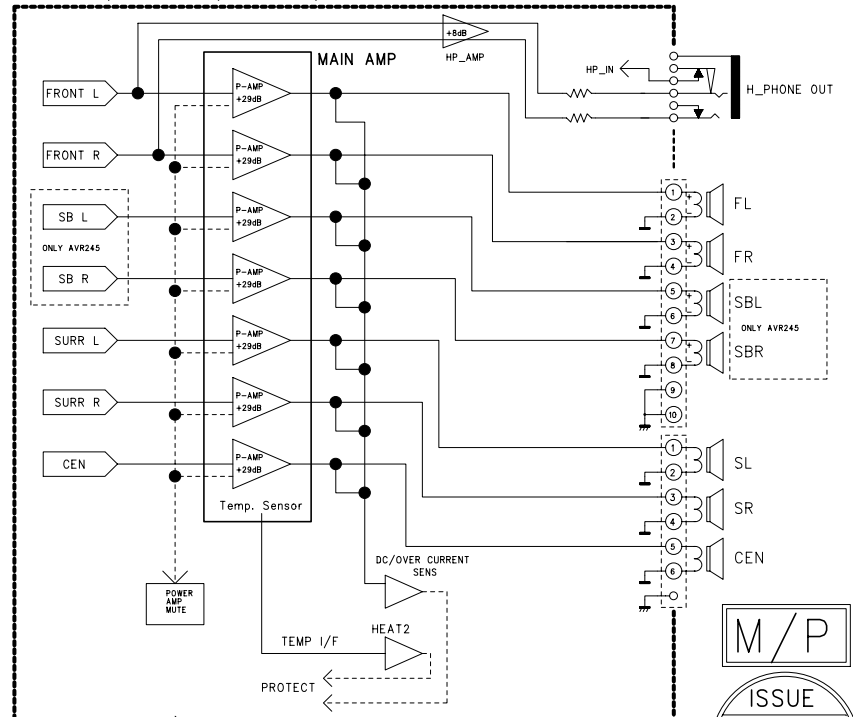 +8dB
HP_AMP
MAIN AMP
HP_IN
H_PHONE OUT
FRONT L
P-AMP
+29dB
FRONT R
P-AMP
+29dB
SB L
P-AMP
+29dB
ONLY AVR245
SB R
P-AMP
+29dB
SURR L
P-AMP
+29dB
SURR R
P-AMP
+29dB
CEN
P-AMP
+29dB
Temp. Sensor
1
+
FL
2
-
3
+
FR
4
-
5
+
SBL
6
-
ONLY AVR245
7
+
SBR
8
-
9
10
1
SL
2
3
SR
4
5
CEN
6
DC/OVER CURRENT
SENS
POWER
AMP
MUTE
TEMP I/F
HEAT2
PROTECT
M/P
ISSUE